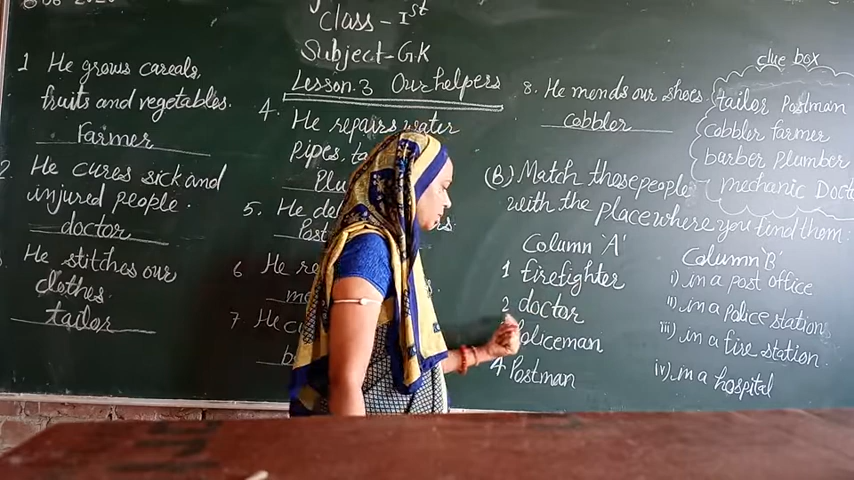 Class - Ist
Subject - G.K
Lesson. 3 Our helpers
1 He grows careals,
fruits and vegetables.
Farmer
2 He cures sick and
injured people.
doctor
He stitches our
clothes.
tailor
4. He repairs water
Pipes,
5. He
6 He
7 He
8. He mends our shoes
cobbler
clue box
tailor Postman
cobbler farmer
barber Plumber
mechanic
(B) Match these people
with the Place where you find them:
Column 'A'
1 firefighter
2 doctor
Policeman
4 Postman
Column 'B'
i) in a post office
ii) in a police station
iii) in a fire station
iv) in a hospital